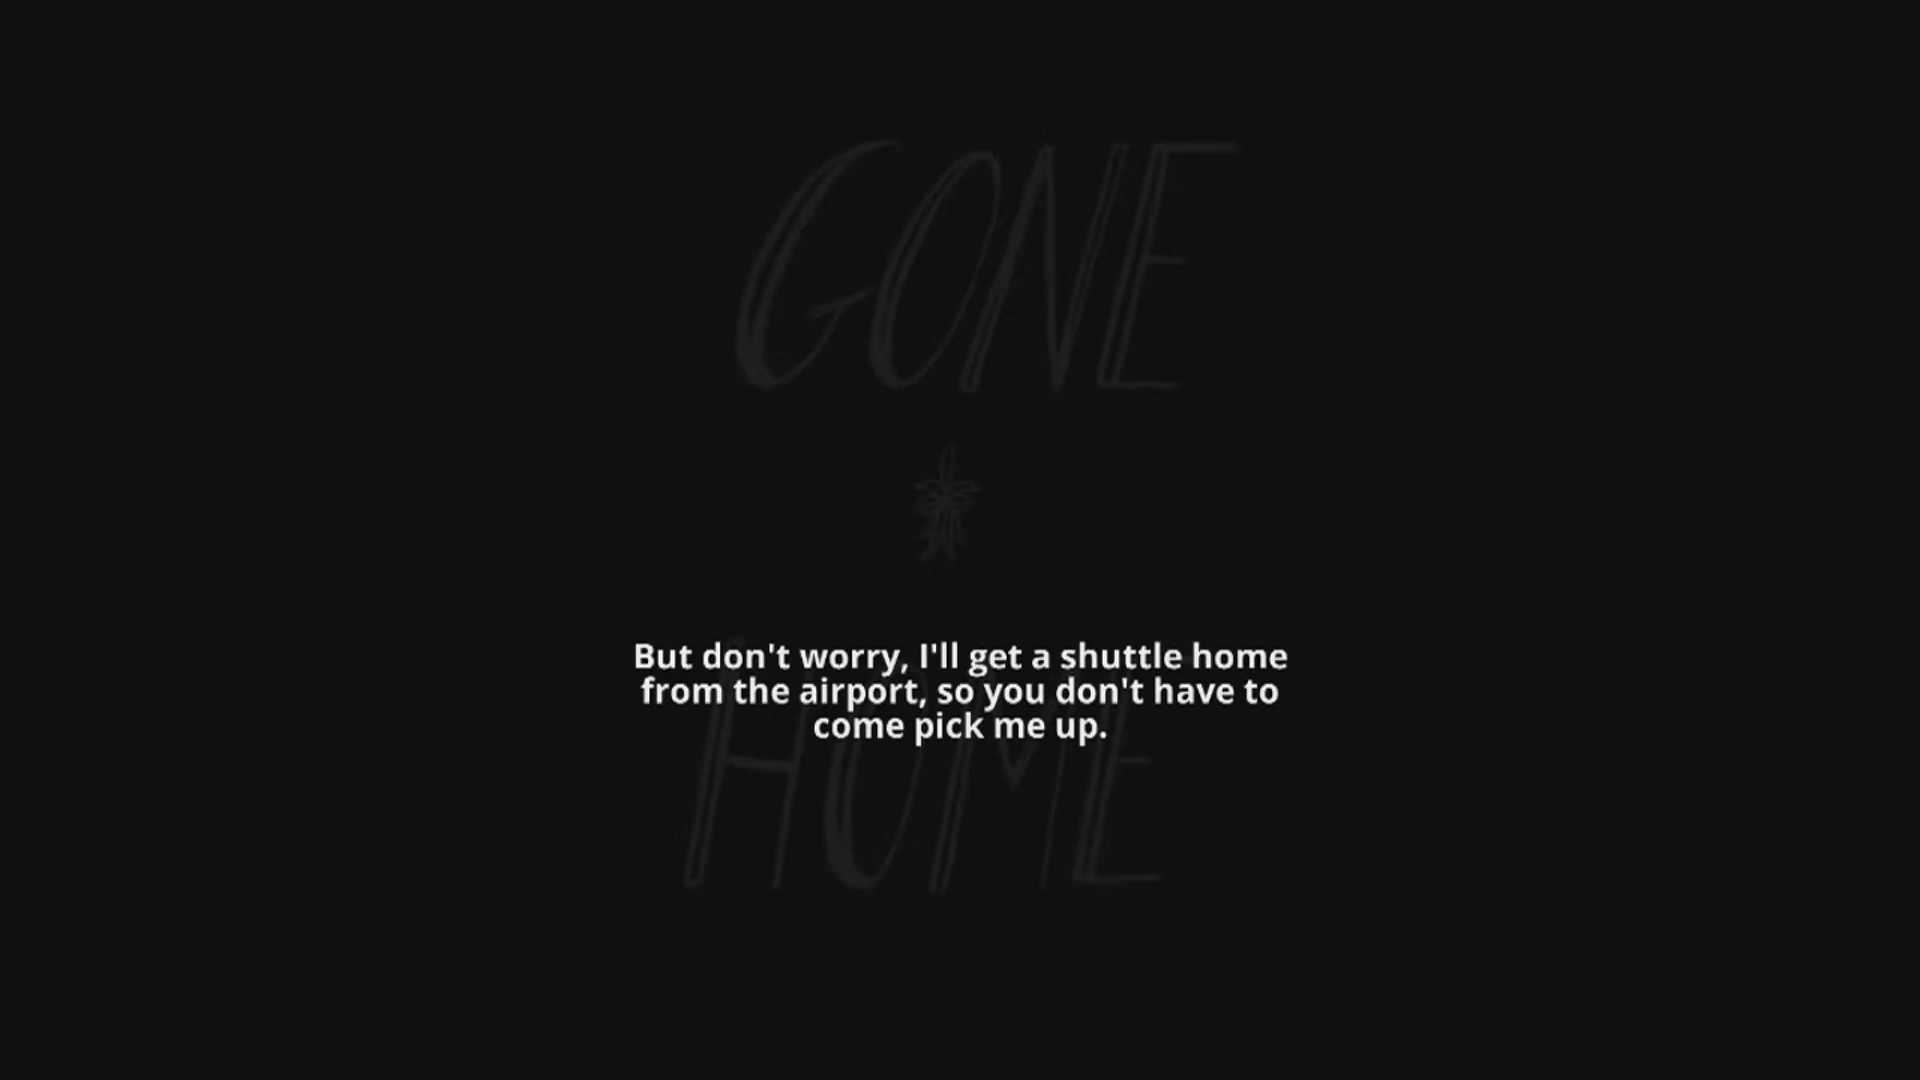 GONE
But don't worry, I'll get a shuttle home
from the airport, so you don't have to
come pick me up.
HOME